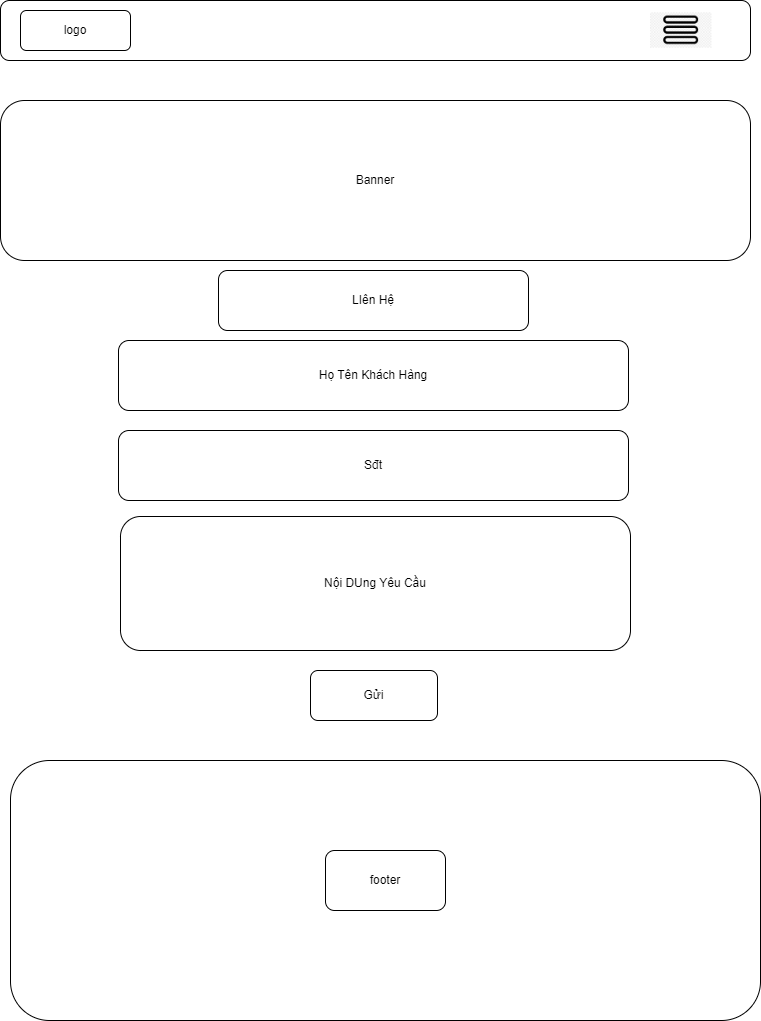 logo
Banner
LIên Hệ
Họ Tên Khách Hàng
Sđt
Nội DUng Yêu Cầu
Gửi
footer